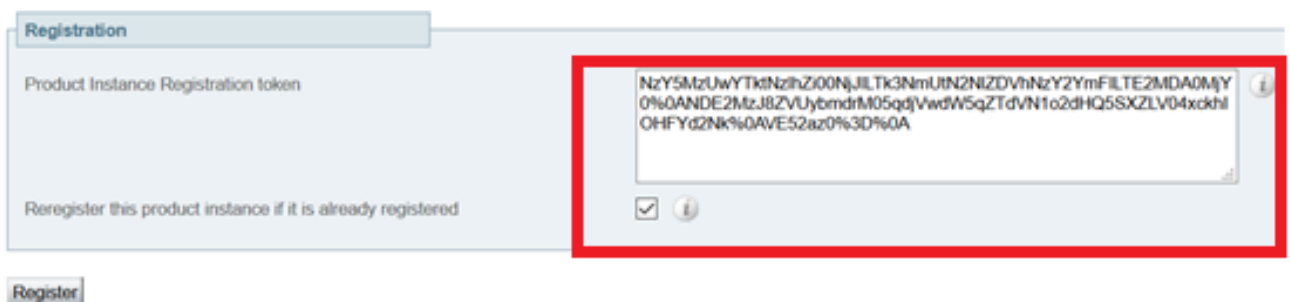 Registration
Product Instance Registration token
NzY5MzUwYTktNzlhZi00NjJlLTk3NmUtN2NlZDVhNzY2YmFlLTE2MDA0MjY
0%0ANDE2MzJ8ZVUybmdrM05qdjVwdW5qZTdVN1o2dHQ5SXZLV04xckhl
OHFYd2Nk%0AVE52az0%3D%0A
Reregister this product instance if it is already registered
Register